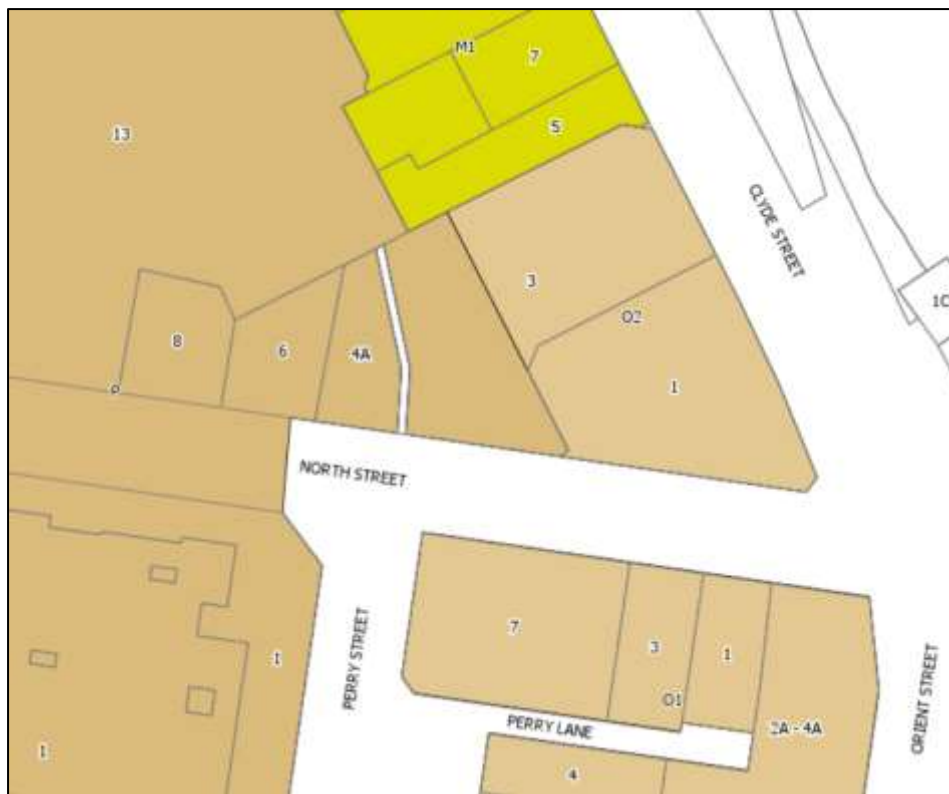 M1
7
13
5
CLYDE STREET
3
10
O2
8
6
4A
1
P
NORTH STREET
7
3
1
PERRY STREET
1
O1
ORIENT STREET
PERRY LANE
2A - 4A
1
4